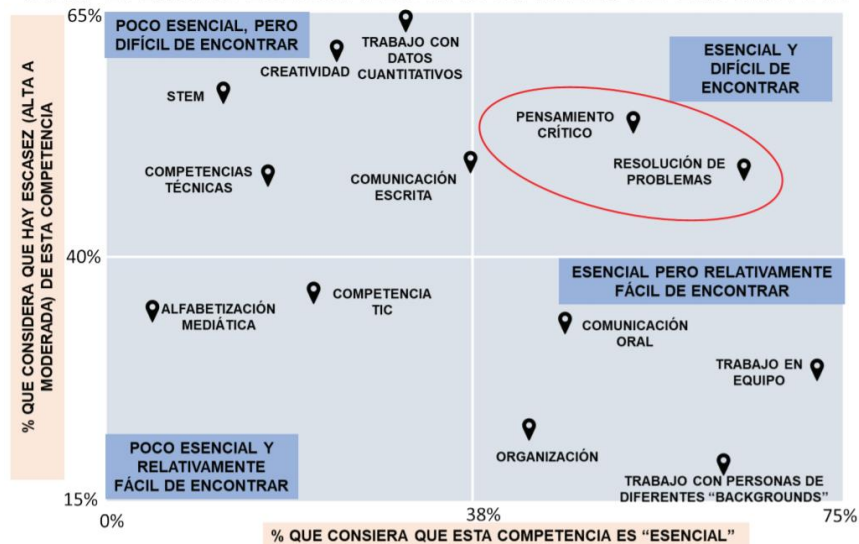 65%
% QUE CONSIDERA QUE HAY ESCASEZ (ALTA A
MODERADA) DE ESTA COMPETENCIA
POCO ESENCIAL, PERO
DIFÍCIL DE ENCONTRAR
TRABAJO CON
DATOS
CUANTITATIVOS
CREATIVIDAD
STEM
ESENCIAL Y
DIFÍCIL DE
ENCONTRAR
PENSAMIENTO
CRÍTICO
RESOLUCIÓN DE
PROBLEMAS
COMPETENCIAS
TÉCNICAS
COMUNICACIÓN
ESCRITA
40%
ESENCIAL PERO RELATIVAMENTE
FÁCIL DE ENCONTRAR
ALFABETIZACIÓN
MEDIÁTICA
COMPETENCIA
TIC
COMUNICACIÓN
ORAL
TRABAJO EN
EQUIPO
POCO ESENCIAL Y
RELATIVAMENTE
FÁCIL DE ENCONTRAR
ORGANIZACIÓN
TRABAJO CON PERSONAS DE
DIFERENTES “BACKGROUNDS”
15%
0%
38%
75%
% QUE CONSIERA QUE ESTA COMPETENCIA ES “ESENCIAL”